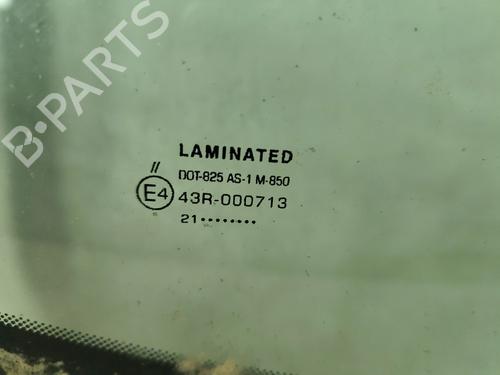 B-PARTS
LAMINATED
DOT-825 AS-1 M-850
//
E4 43R-000713
21••••••••